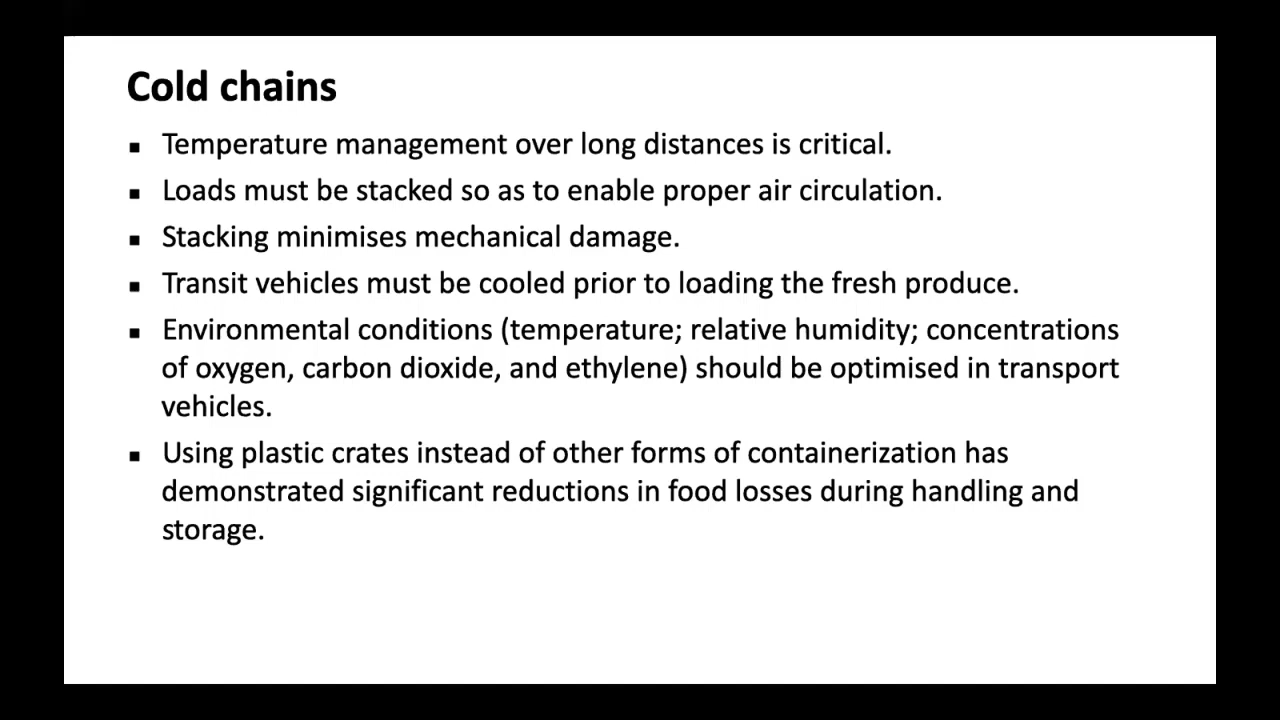 Cold chains
▪ Temperature management over long distances is critical.
▪ Loads must be stacked so as to enable proper air circulation.
▪ Stacking minimises mechanical damage.
▪ Transit vehicles must be cooled prior to loading the fresh produce.
▪ Environmental conditions (temperature; relative humidity; concentrations
of oxygen, carbon dioxide, and ethylene) should be optimised in transport
vehicles.
▪ Using plastic crates instead of other forms of containerization has
demonstrated significant reductions in food losses during handling and
storage.